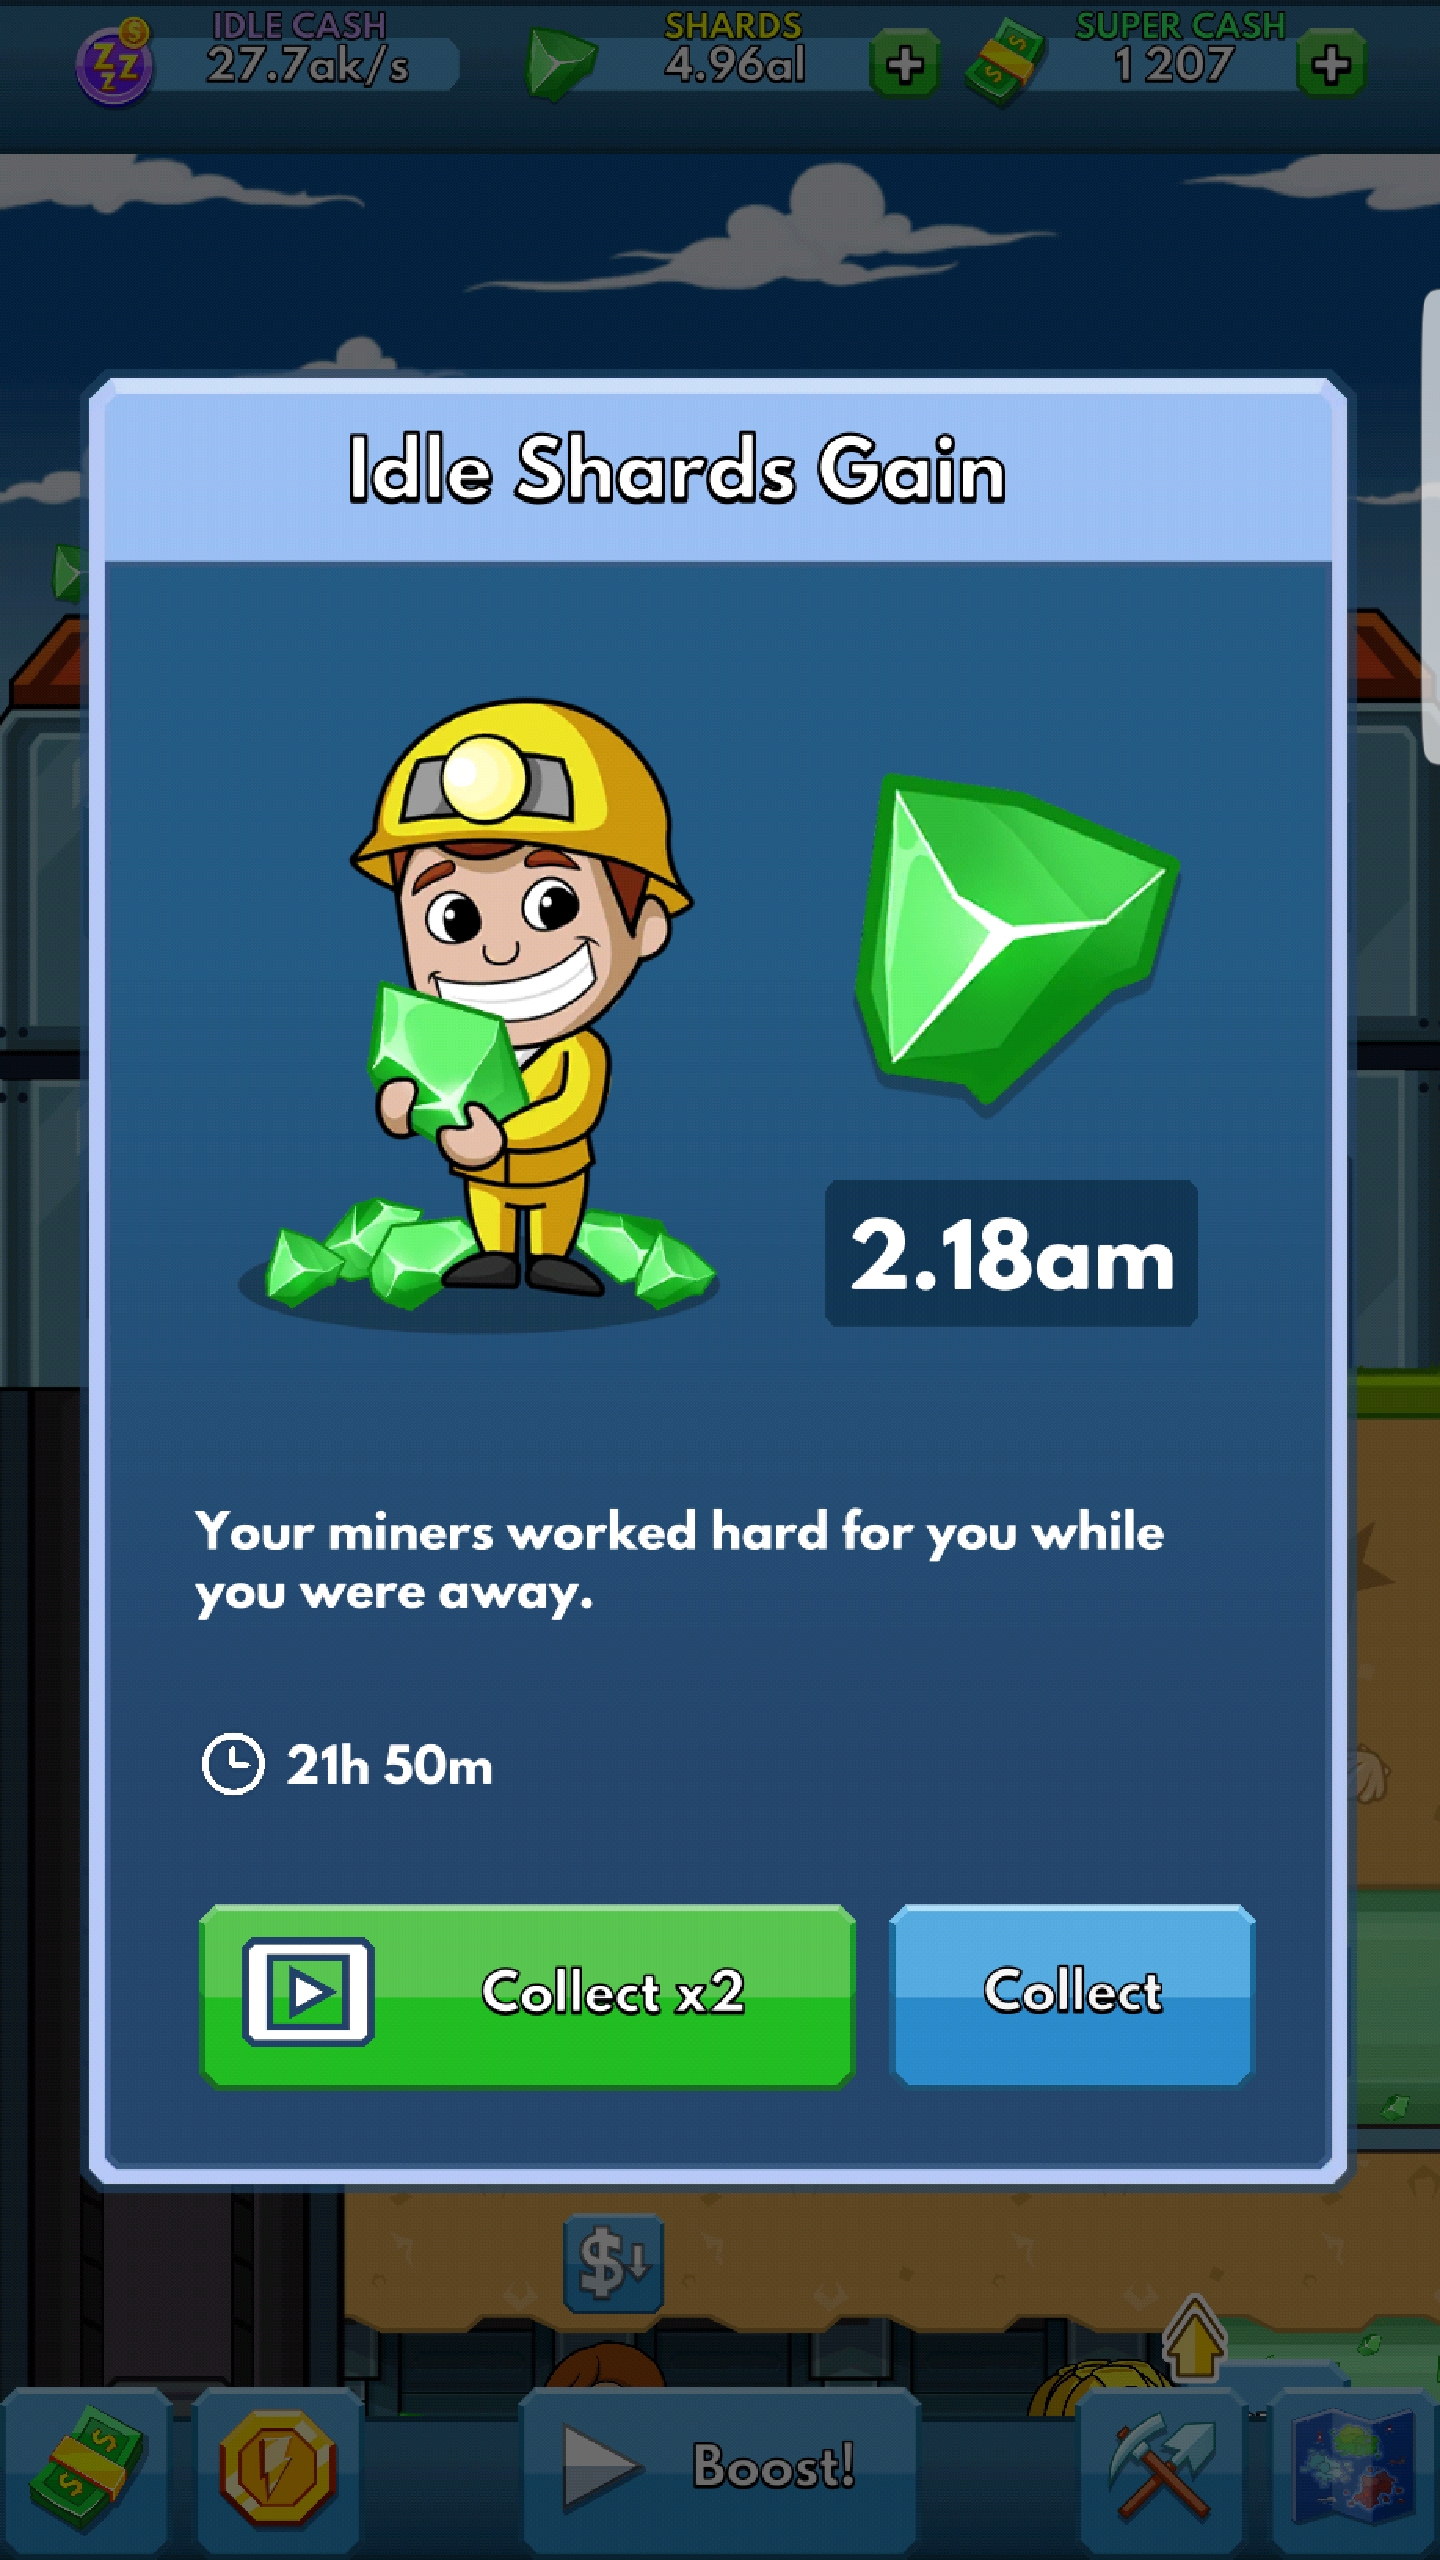 IDLE CASH
27.7ak/s
SHARDS
4.96al
SUPER CASH
1 207
Idle Shards Gain
2.18am
Your miners worked hard for you while
you were away.
21h 50m
Collect x2
Collect
Boost!